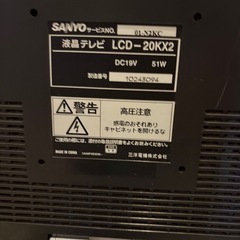 SANYO サービスNO. 01-N2KC
液晶テレビ LCD-20KX2
DC19V 51W
製造番号 10243094
警告
高圧注意
感電のおそれあり
キャビネットを開けるな
MADE IN CHINA
三洋電機株式会社